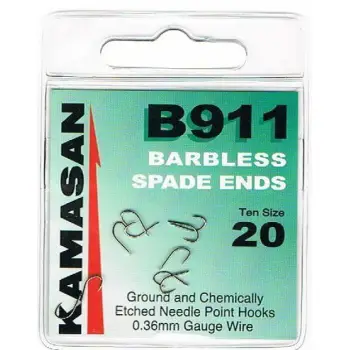 KAMASAN
B911
BARBLESS
SPADE ENDS
Ten Size
20
Ground and Chemically
Etched Needle Point Hooks
0.36mm Gauge Wire